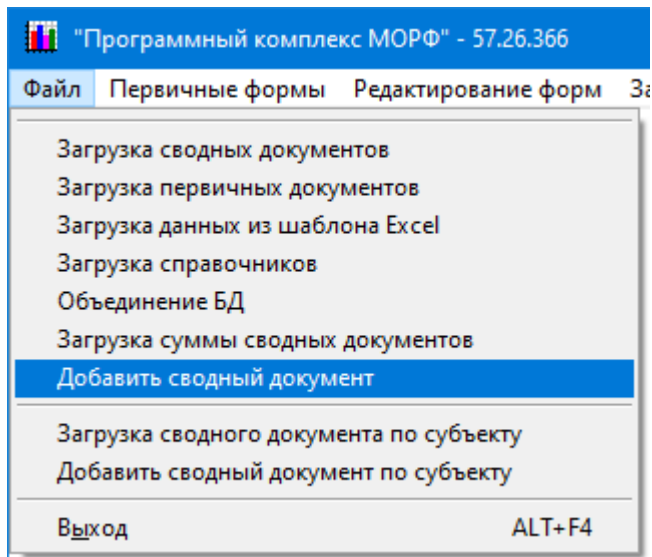 "Программный комплекс МОРФ" - 57.26.366
Файл Первичные формы Редактирование форм
Загрузка сводных документов
Загрузка первичных документов
Загрузка данных из шаблона Excel
Загрузка справочников
Объединение БД
Загрузка суммы сводных документов
Добавить сводный документ
Загрузка сводного документа по субъекту
Добавить сводный документ по субъекту
Выход ALT+F4